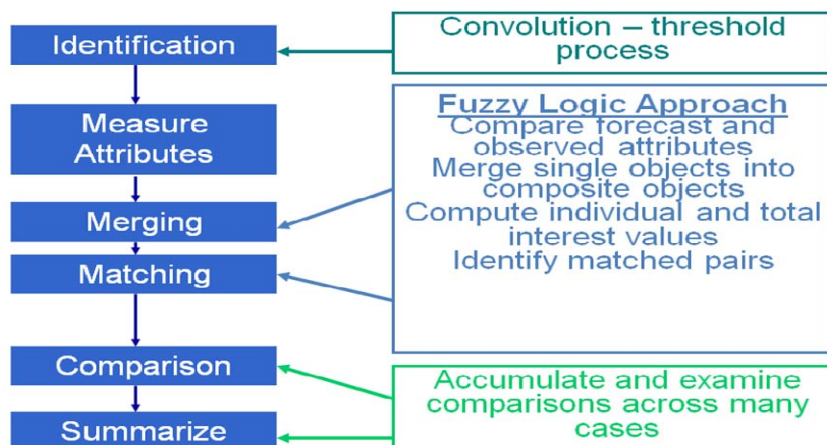 Identification
Measure
Attributes
Merging
Matching
Comparison
Summarize
Convolution – threshold
process
Fuzzy Logic Approach
Compare forecast and
observed attributes
Merge single objects into
composite objects
Compute individual and total
interest values
Identify matched pairs
Accumulate and examine
comparisons across many
cases